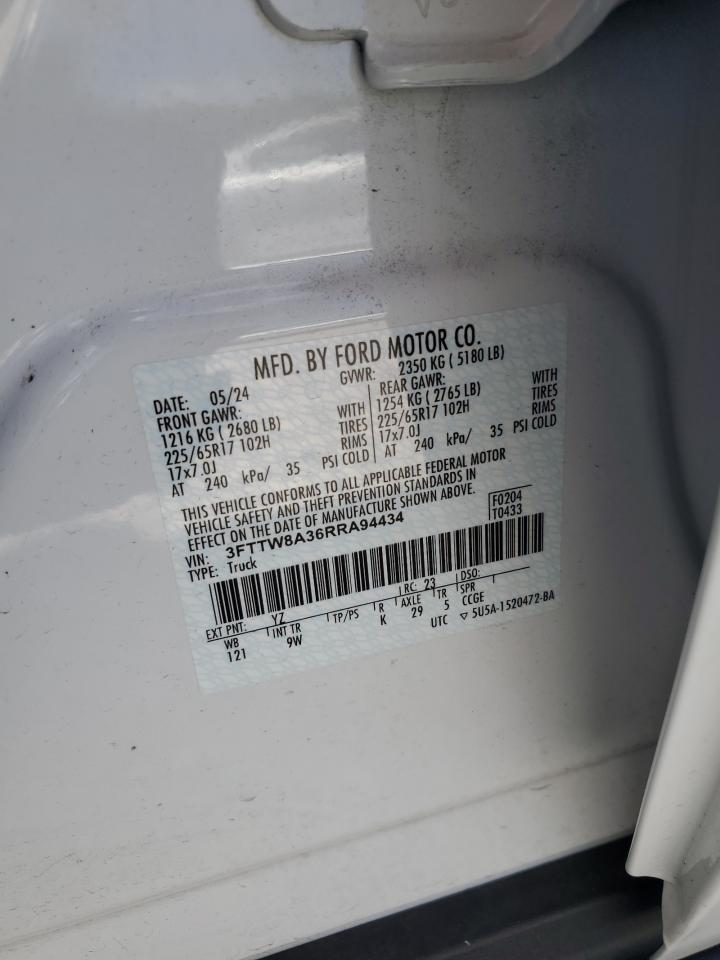 MFD. BY FORD MOTOR CO.
DATE: 05/24 GVWR: 2350 KG ( 5180 LB)
FRONT GAWR: REAR GAWR:
1216 KG ( 2680 LB) WITH 1254 KG ( 2765 LB) WITH
225/65R17 102H TIRES 225/65R17 102H TIRES
17x7.0J RIMS 17x7.0J RIMS
AT 240 kPa/ 35 PSI COLD AT 240 kPa/ 35 PSI COLD
THIS VEHICLE CONFORMS TO ALL APPLICABLE FEDERAL MOTOR
VEHICLE SAFETY AND THEFT PREVENTION STANDARDS IN
EFFECT ON THE DATE OF MANUFACTURE SHOWN ABOVE.
VIN: 3FTTW8A36RRA94434 F0204
TYPE: Truck T0433
EXT PNT: YZ RC: 23 DSO:
WB INT TR TP/PS R AXLE TR SPR
121 9W K 29 5 CCGE
UTC ▽ 5U5A-1520472-BA